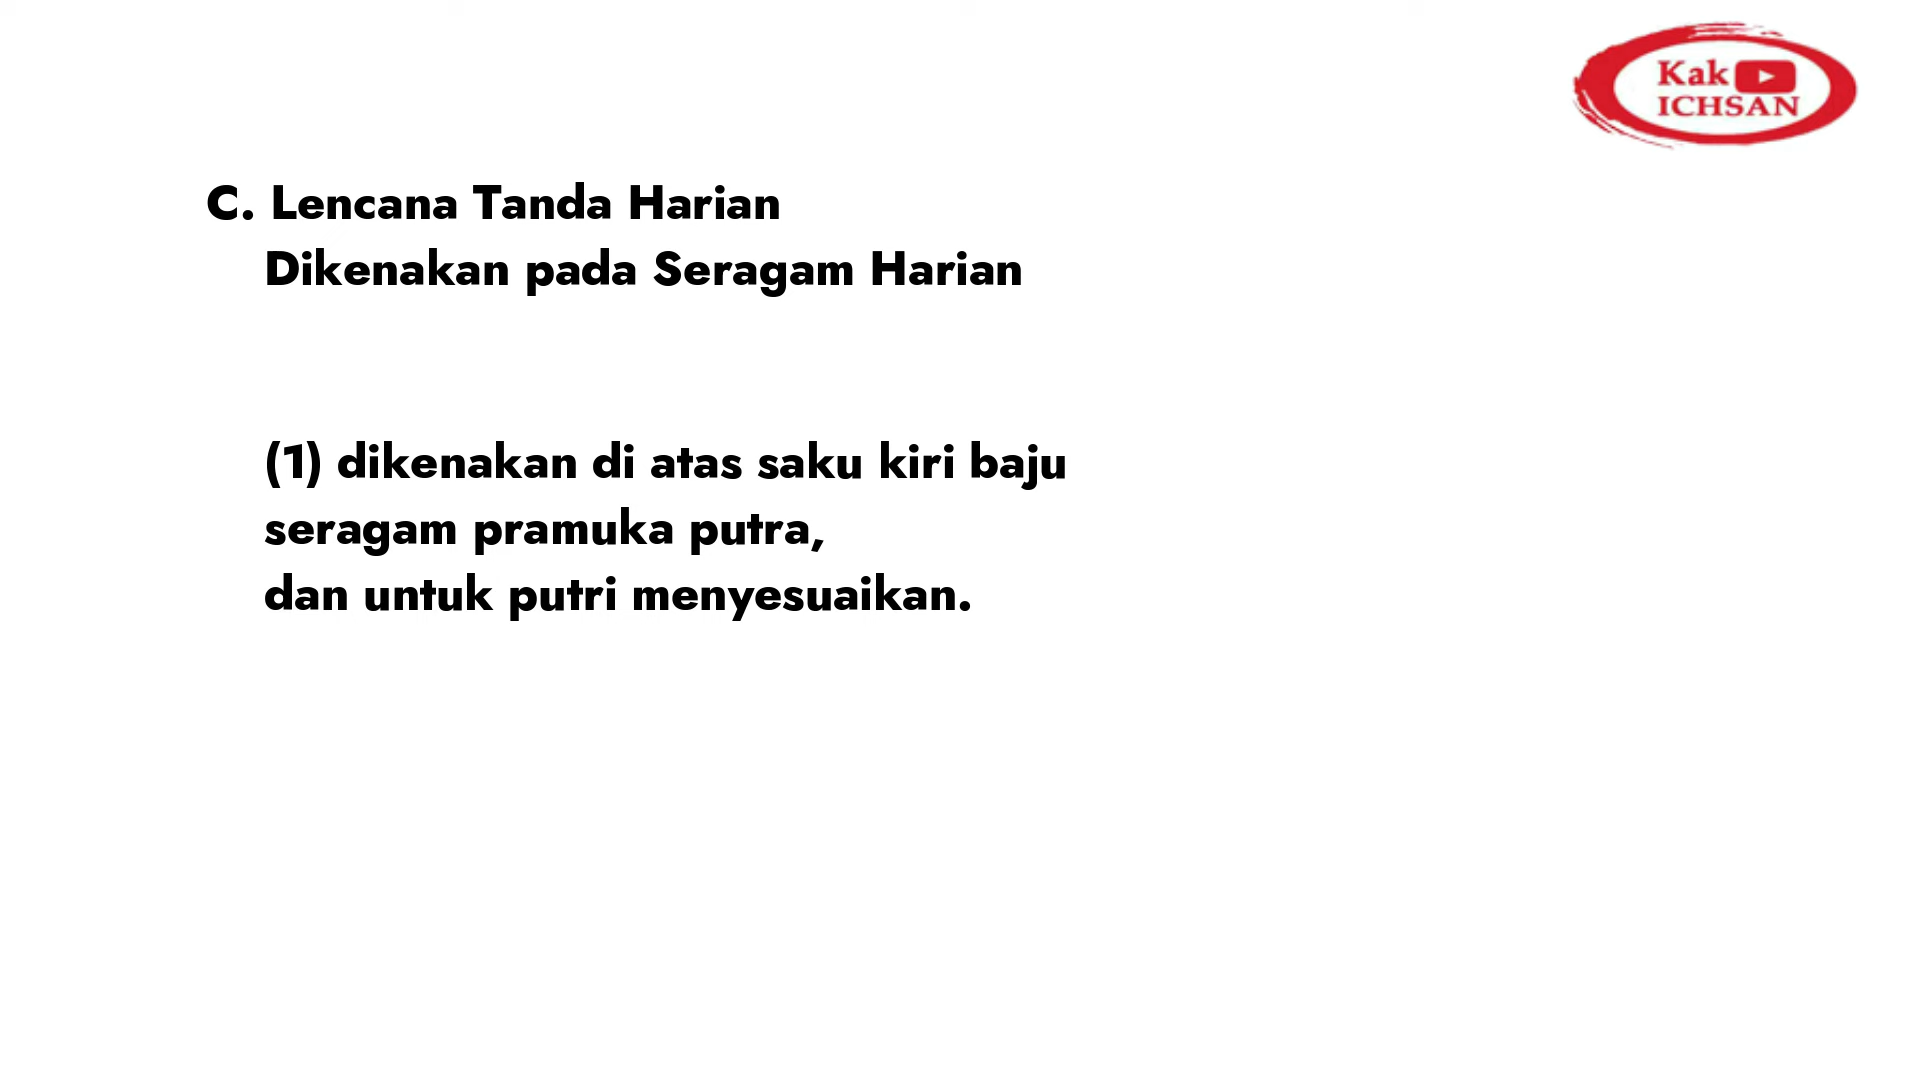 Kak
ICHSAN
C. Lencana Tanda Harian
Dikenakan pada Seragam Harian
(1) dikenakan di atas saku kiri baju
seragam pramuka putra,
dan untuk putri menyesuaikan.